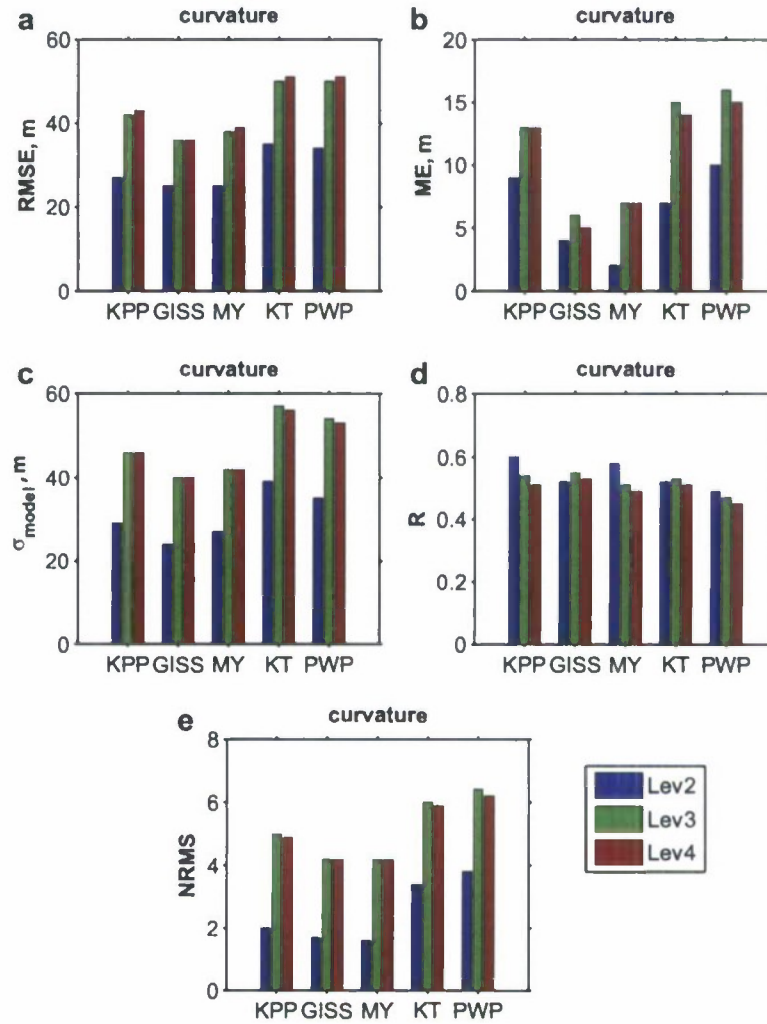 a
curvature
60
40
20
0
RMSE, m
KPP GISS MY KT PWP
b
curvature
20
15
10
5
0
ME, m
KPP GISS MY KT PWP
c
curvature
60
40
20
0
σmodel, m
KPP GISS MY KT PWP
d
curvature
0.8
0.6
0.4
0.2
0
R
KPP GISS MY KT PWP
e
curvature
8
6
4
2
0
NRMS
KPP GISS MY KT PWP
Lev2
Lev3
Lev4